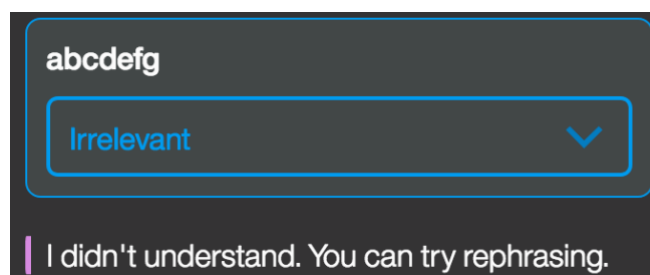 abcdefg
Irrelevant
I didn't understand. You can try rephrasing.